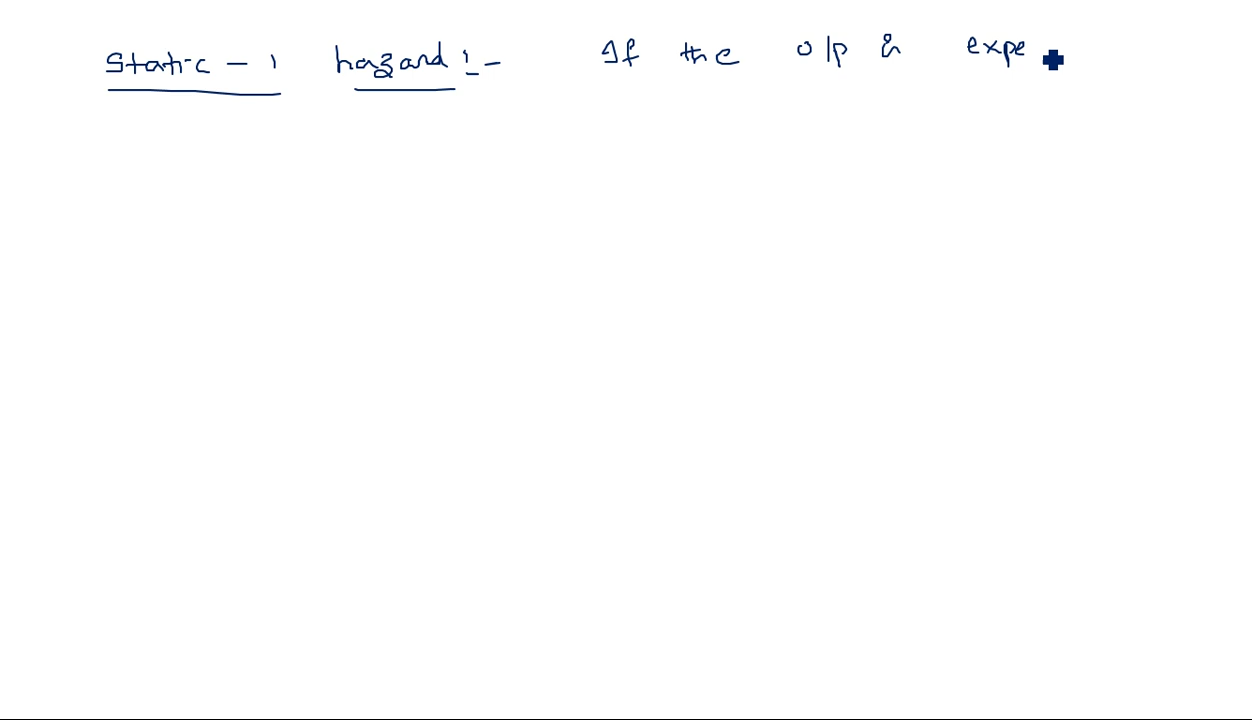 Static - 1 hazard :- If the o/p is expe